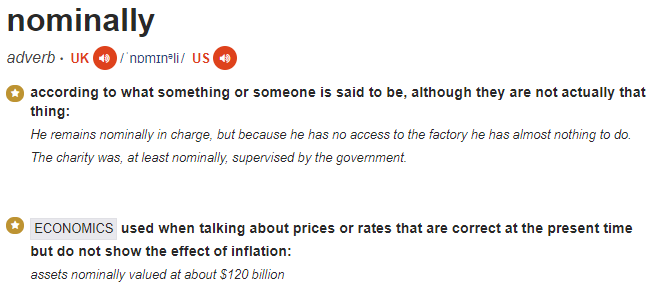 nominally
adverb · UK /ˈnɒmɪnᵊli/ US
according to what something or someone is said to be, although they are not actually that
thing:
He remains nominally in charge, but because he has no access to the factory he has almost nothing to do.
The charity was, at least nominally, supervised by the government.
ECONOMICS used when talking about prices or rates that are correct at the present time
but do not show the effect of inflation:
assets nominally valued at about $120 billion